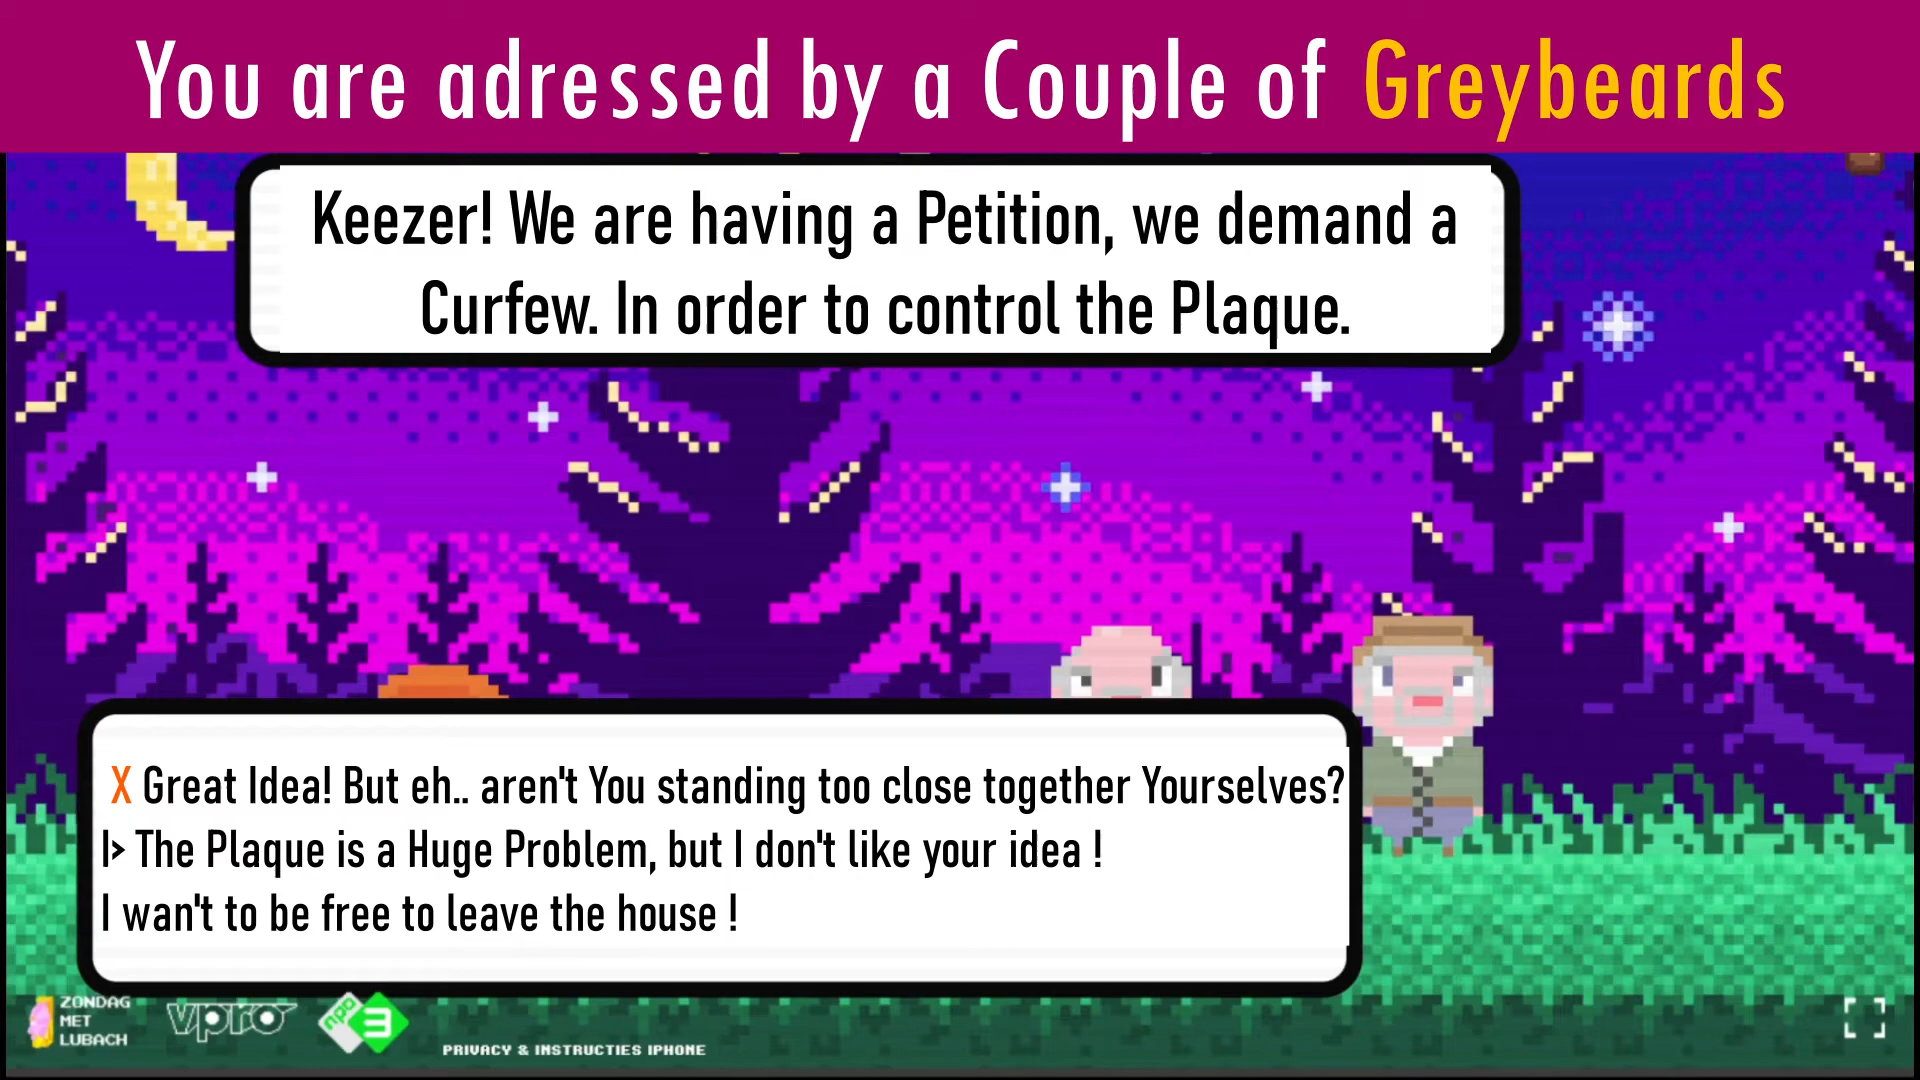 You are adressed by a Couple of Greybeards
Keezer! We are having a Petition, we demand a
Curfew. In order to control the Plaque.
X Great Idea! But eh.. aren't You standing too close together Yourselves?
I> The Plaque is a Huge Problem, but I don't like your idea !
I wan't to be free to leave the house !
ZONDAG
MET
LUBACH
vpro
npo
3
PRIVACY & INSTRUCTIES IPHONE